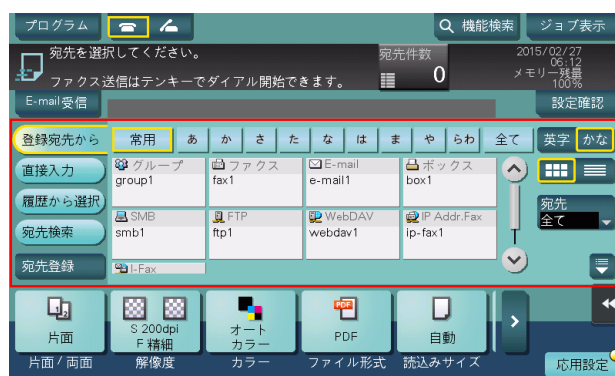 プログラム
機能検索
ジョブ表示
宛先を選択してください。
ファクス送信はテンキーでダイアル開始できます。
宛先件数
0
2015/02/27
06:12
メモリー残量
100%
E-mail受信
設定確認
登録宛先から
常用
あ
か
さ
た
な
は
ま
や
らわ
全て
英字
かな
直接入力
グループ
group1
ファクス
fax1
E-mail
e-mail1
ボックス
box1
履歴から選択
宛先
全て
宛先検索
SMB
smb1
FTP
ftp1
WebDAV
webdav1
IP Addr.Fax
ip-fax1
宛先登録
I-Fax
片面
S 200dpi
F 精細
オート
カラー
PDF
PDF
自動
片面 / 両面
解像度
カラー
ファイル形式
読込みサイズ
応用設定